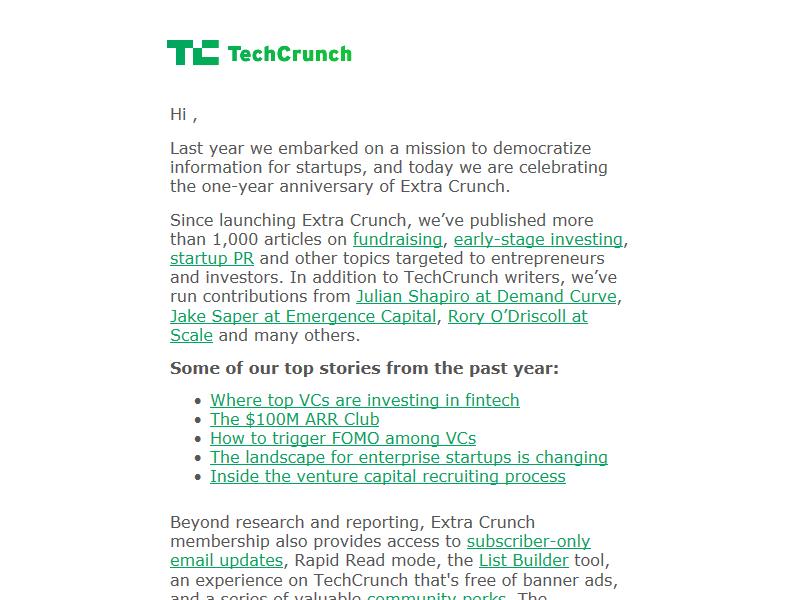 TechCrunch
Hi ,
Last year we embarked on a mission to democratize
information for startups, and today we are celebrating
the one-year anniversary of Extra Crunch.
Since launching Extra Crunch, we’ve published more
than 1,000 articles on fundraising, early-stage investing,
startup PR and other topics targeted to entrepreneurs
and investors. In addition to TechCrunch writers, we’ve
run contributions from Julian Shapiro at Demand Curve,
Jake Saper at Emergence Capital, Rory O’Driscoll at
Scale and many others.
Some of our top stories from the past year:
• Where top VCs are investing in fintech
• The $100M ARR Club
• How to trigger FOMO among VCs
• The landscape for enterprise startups is changing
• Inside the venture capital recruiting process
Beyond research and reporting, Extra Crunch
membership also provides access to subscriber-only
email updates, Rapid Read mode, the List Builder tool,
an experience on TechCrunch that's free of banner ads,
and a series of valuable community perks. The